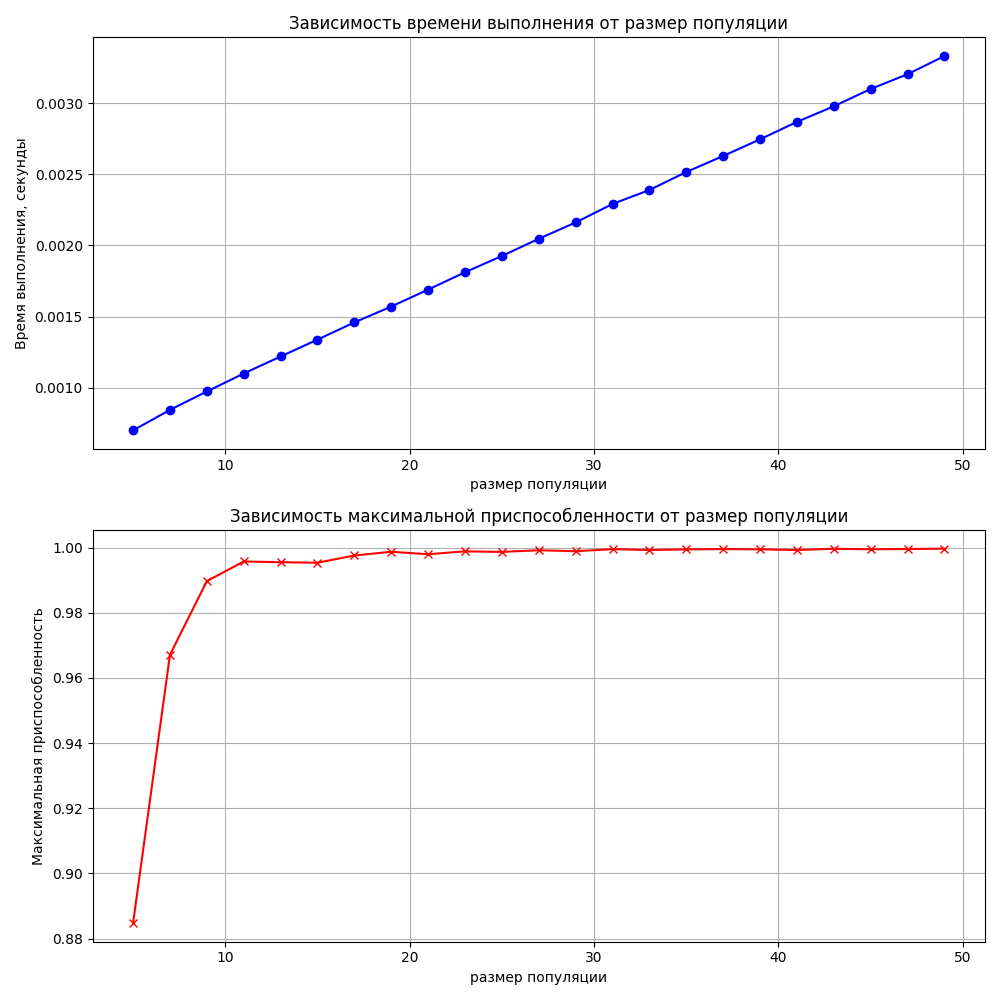 Зависимость времени выполнения от размер популяции
Время выполнения, секунды
0.0030
0.0025
0.0020
0.0015
0.0010
10 20 30 40 50
размер популяции
Зависимость максимальной приспособленности от размер популяции
Максимальная приспособленность
1.00
0.98
0.96
0.94
0.92
0.90
0.88
10 20 30 40 50
размер популяции